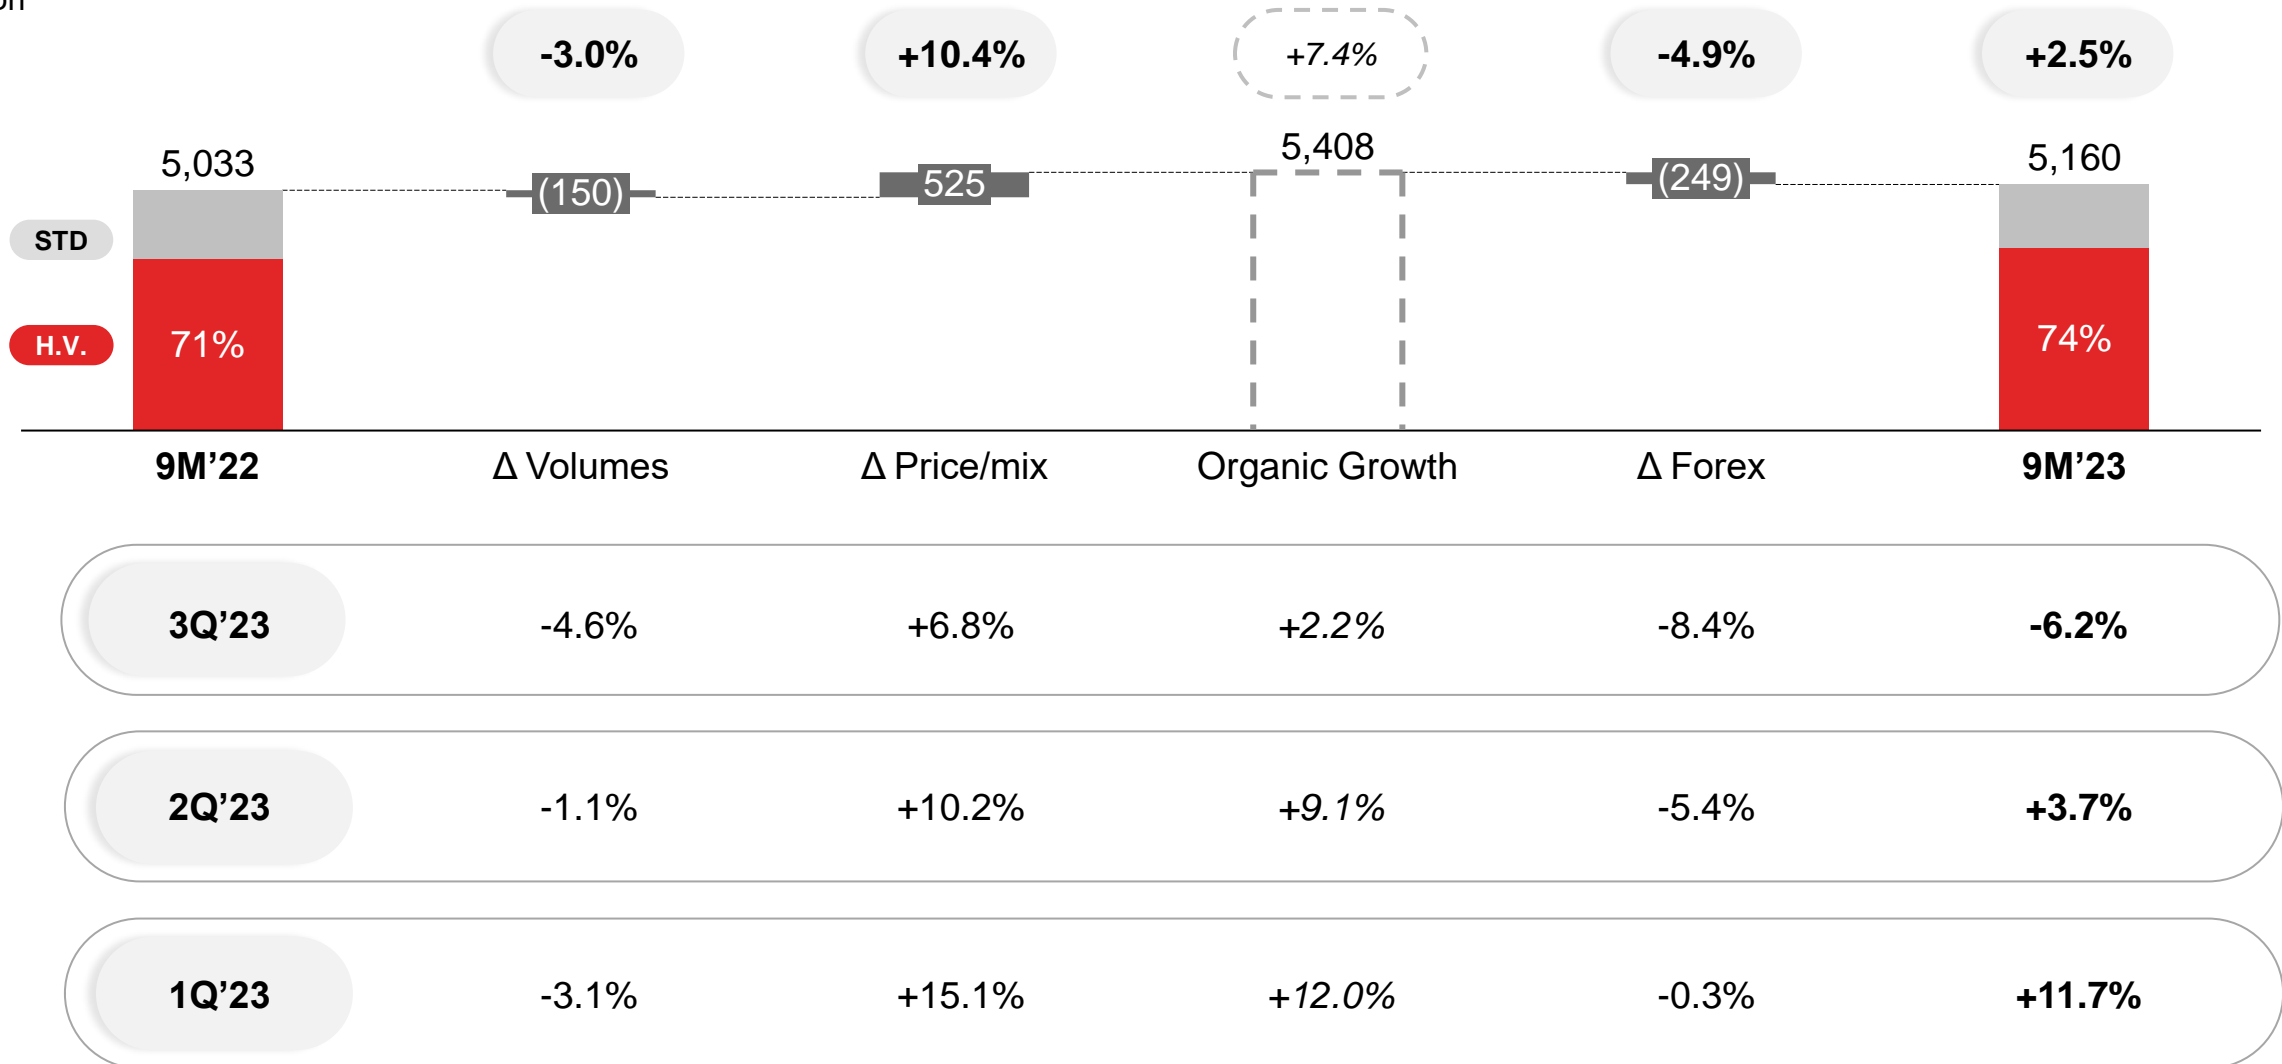 -3.0% +10.4% +7.4% -4.9% +2.5%
5,033 (150) 525 5,408 (249) 5,160
STD
H.V. 71% 74%
9M’22 Δ Volumes Δ Price/mix Organic Growth Δ Forex 9M’23
3Q’23 -4.6% +6.8% +2.2% -8.4% -6.2%
2Q’23 -1.1% +10.2% +9.1% -5.4% +3.7%
1Q’23 -3.1% +15.1% +12.0% -0.3% +11.7%